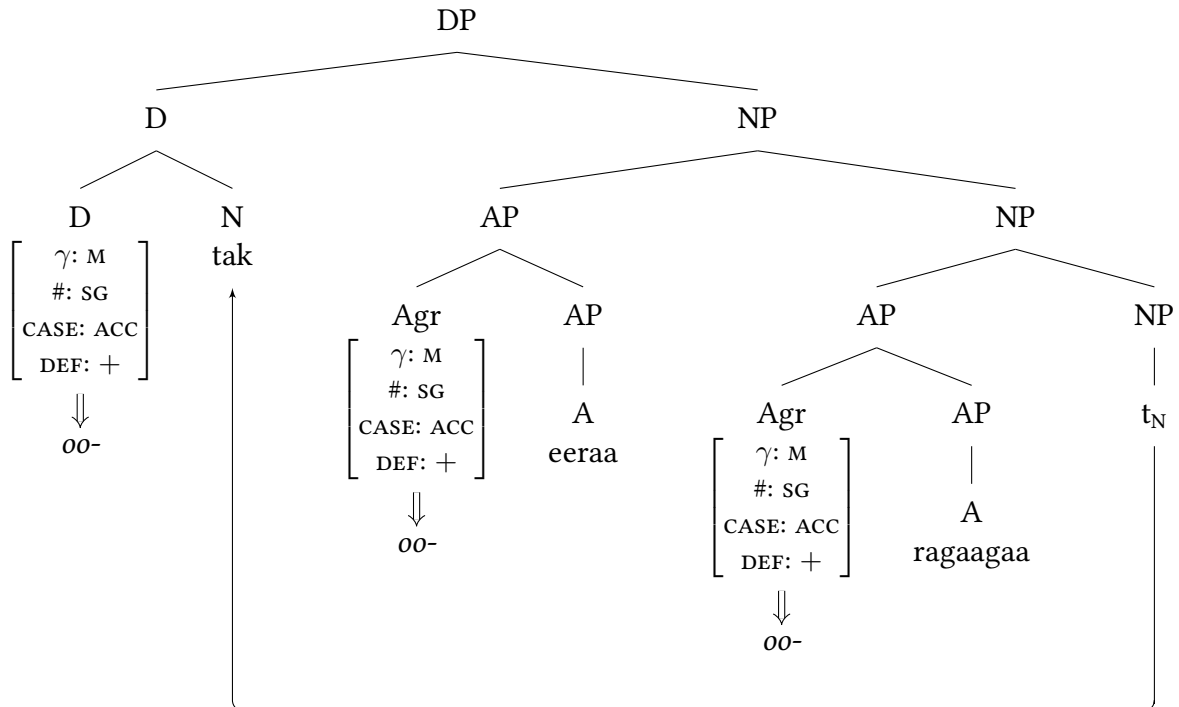 DP
D NP
D N AP NP
γ: M tak
#: SG
CASE: ACC
DEF: +
⇓
oo-
Agr AP AP NP
γ: M
#: SG
CASE: ACC
DEF: +
⇓
oo-
A
eeraa
Agr AP t_N
γ: M
#: SG
CASE: ACC
DEF: +
⇓
oo-
A
ragaagaa